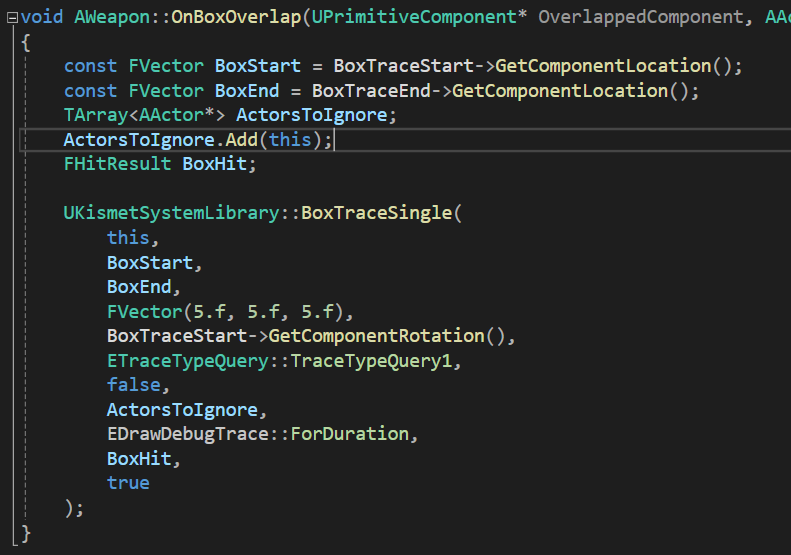 void AWeapon::OnBoxOverlap(UPrimitiveComponent* OverlappedComponent, AA
{
    const FVector BoxStart = BoxTraceStart->GetComponentLocation();
    const FVector BoxEnd = BoxTraceEnd->GetComponentLocation();
    TArray<AActor*> ActorsToIgnore;
    ActorsToIgnore.Add(this);
    FHitResult BoxHit;

    UKismetSystemLibrary::BoxTraceSingle(
        this,
        BoxStart,
        BoxEnd,
        FVector(5.f, 5.f, 5.f),
        BoxTraceStart->GetComponentRotation(),
        ETraceTypeQuery::TraceTypeQuery1,
        false,
        ActorsToIgnore,
        EDrawDebugTrace::ForDuration,
        BoxHit,
        true
    );
}